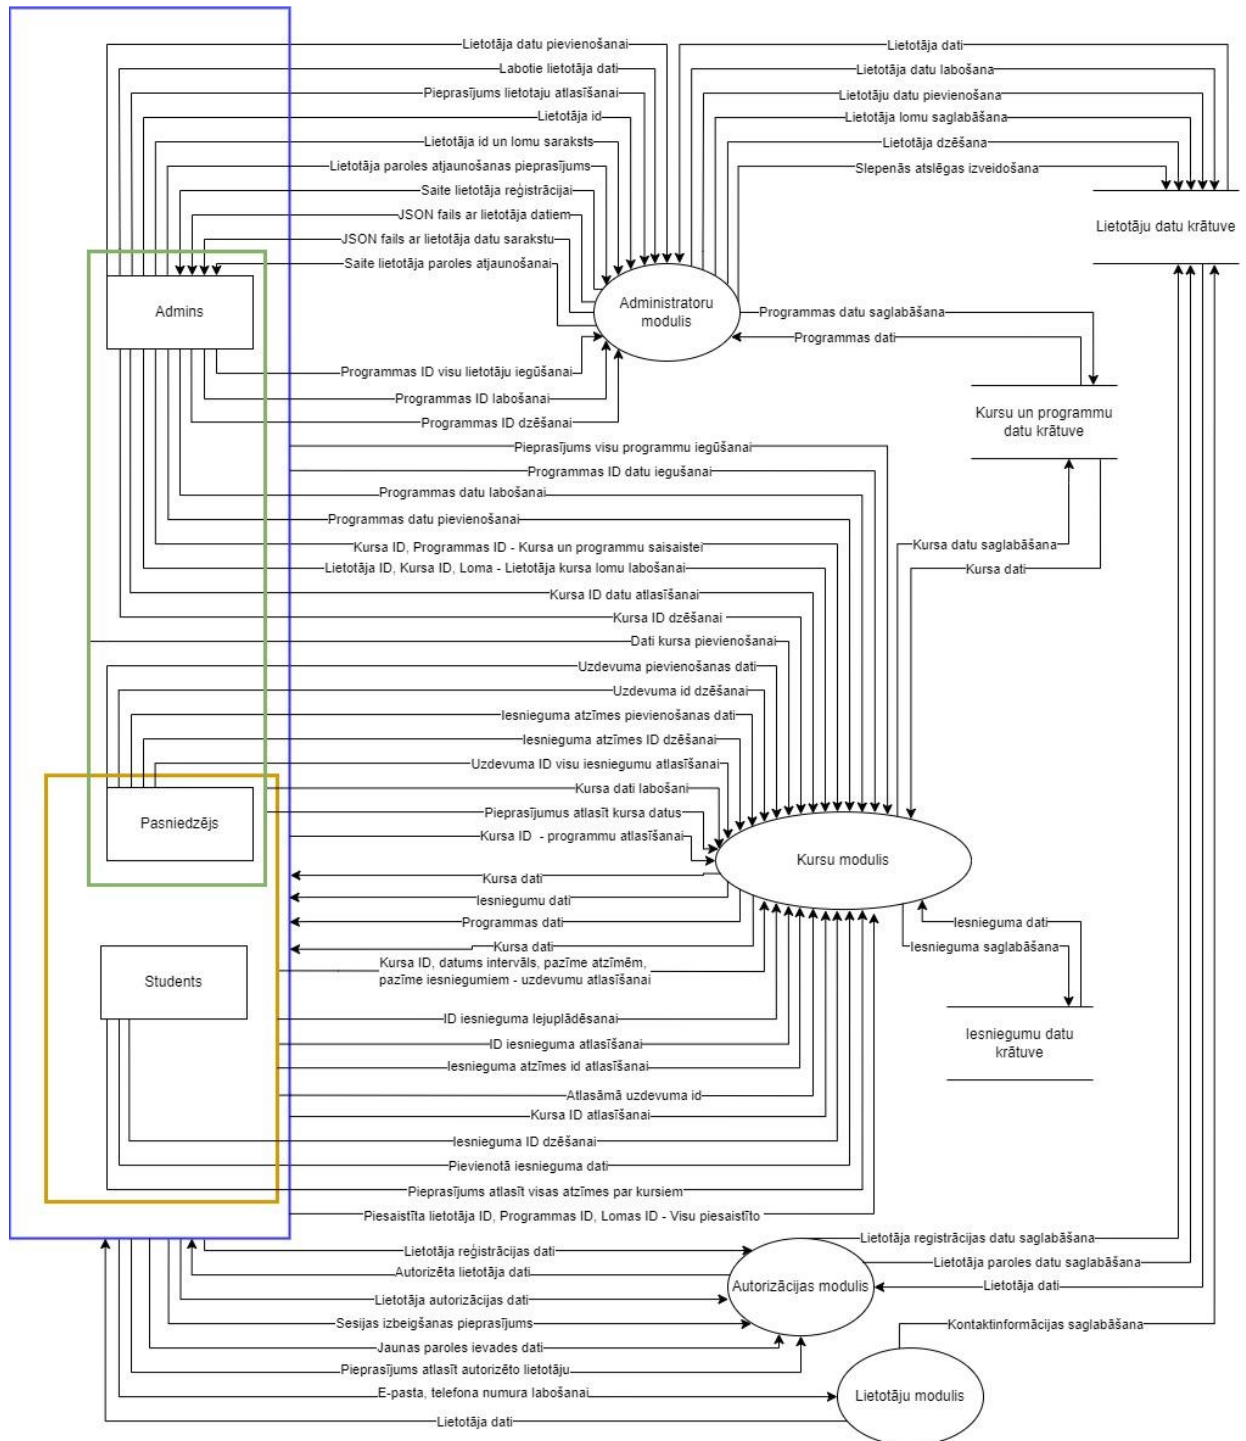 Lietotāja datu pievienošanai
Lietotāja dati
Labotie lietotāja dati
Lietotāja datu labošana
Pieprasījums lietotaju atlasīšanai
Lietotāju datu pievienošana
Lietotāja id
Lietotāja lomu saglabāšana
Lietotāja id un lomu saraksts
Lietotāja dzēšana
Lietotāja paroles atjaunošanas pieprasījums
Slepenās atslēgas izveidošana
Saite lietotāja reģistrācijai
JSON fails ar lietotāja datiem
Lietotāju datu krātuve
JSON fails ar lietotāja datu sarakstu
Saite lietotāja paroles atjaunošanai
Admins
Administratoru
modulis
Programmas datu saglabāšana
Programmas dati
Programmas ID visu lietotāju iegūšanai
Programmas ID labošanai
Kursu un programmu
datu krātuve
Programmas ID dzēšanai
Pieprasījums visu programmu iegūšanai
Programmas ID datu iegušanai
Programmas datu labošanai
Programmas datu pievienošanai
Kursa ID, Programmas ID - Kursa un programmu saisaistei
Kursa datu saglabāšana
Lietotāja ID, Kursa ID, Loma - Lietotāja kursa lomu labošanai
Kursa dati
Kursa ID datu atlasīšanai
Kursa ID dzēšanai
Dati kursa pievienošanai
Uzdevuma pievienošanas dati
Uzdevuma id dzēšanai
Iesnieguma atzīmes pievienošanas dati
Iesnieguma atzīmes ID dzēšanai
Uzdevuma ID visu iesniegumu atlasīšanai
Kursa dati labošani
Pieprasījumus atlasīt kursa datus
Pasniedzējs
Kursa ID  - programmu atlasīšanai
Kursu modulis
Kursa dati
Iesniegumu dati
Programmas dati
Iesnieguma dati
Kursa dati
Iesnieguma saglabāšana
Kursa ID, datums intervāls, pazīme atzīmēm,
pazīme iesniegumiem - uzdevumu atlasīšanai
Students
ID iesnieguma lejuplādēsanai
Iesniegumu datu
krātuve
ID iesnieguma atlasīšanai
Iesnieguma atzīmes id atlasīšanai
Atlasāmā uzdevuma id
Kursa ID atlasīšanai
Iesnieguma ID dzēšanai
Pievienotā iesnieguma dati
Pieprasījums atlasīt visas atzīmes par kursiem
Piesaistīta lietotāja ID, Programmas ID, Lomas ID - Visu piesaistīto
Lietotāja registrācijas datu saglabāšana
Lietotāja reģistrācijas dati
Lietotāja paroles datu saglabāšana
Autorizēta lietotāja dati
Autorizācijas modulis
Lietotāja dati
Lietotāja autorizācijas dati
Sesijas izbeigšanas pieprasījums
Kontaktinformācijas saglabāšana
Jaunas paroles ievades dati
Pieprasījums atlasīt autorizēto lietotāju
E-pasta, telefona numura labošanai
Lietotāju modulis
Lietotāja dati